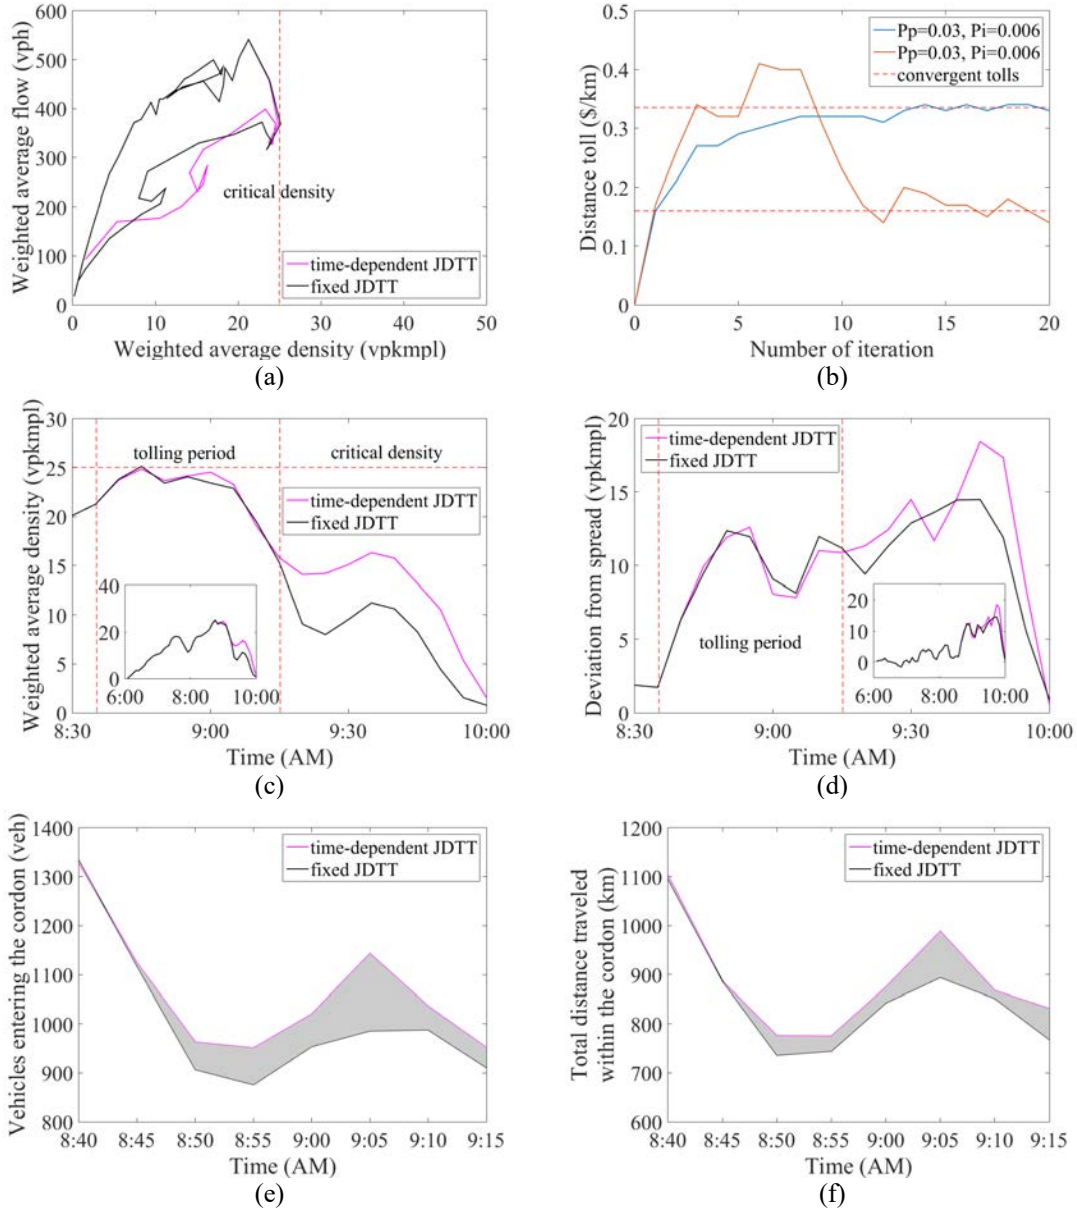 600
500
400
300
200
100
0
Weighted average flow (vph)
critical density
time-dependent JDTT
fixed JDTT
0 10 20 30 40 50
Weighted average density (vpkmpl)
(a)
0.5
0.4
0.3
0.2
0.1
0
Distance toll ($/km)
Pp=0.03, Pi=0.006
Pp=0.03, Pi=0.006
convergent tolls
0 5 10 15 20
Number of iteration
(b)
30
25
20
15
10
5
0
Weighted average density (vpkmpl)
tolling period
critical density
time-dependent JDTT
fixed JDTT
40
20
0
6:00 8:00 10:00
8:30 9:00 9:30 10:00
Time (AM)
(c)
20
15
10
5
0
Deviation from spread (vpkmpl)
time-dependent JDTT
fixed JDTT
tolling period
20
10
0
6:00 8:00 10:00
8:30 9:00 9:30 10:00
Time (AM)
(d)
1400
1300
1200
1100
1000
900
800
Vehicles entering the cordon (veh)
time-dependent JDTT
fixed JDTT
8:40 8:45 8:50 8:55 9:00 9:05 9:10 9:15
Time (AM)
(e)
1200
1100
1000
900
800
700
600
Total distance traveled
within the cordon (km)
time-dependent JDTT
fixed JDTT
8:40 8:45 8:50 8:55 9:00 9:05 9:10 9:15
Time (AM)
(f)